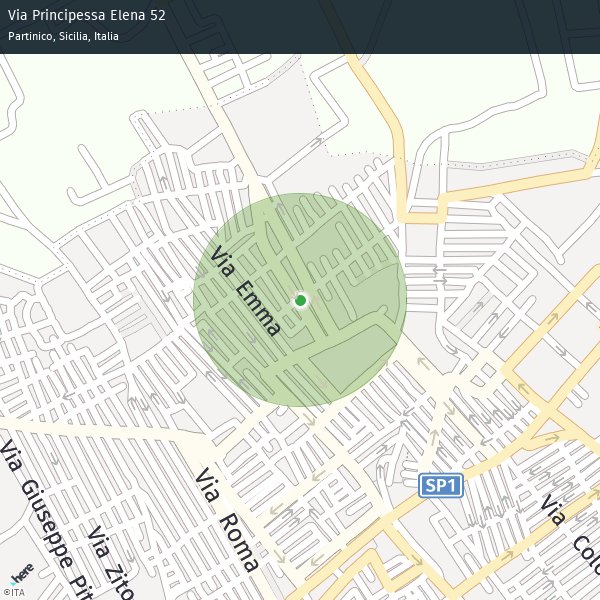 Via Principessa Elena 52
Partinico, Sicilia, Italia
Via Emma
SP1
Via Giuseppe Pit
Via Roma
Via Zito
Via Colo
here
©ITA